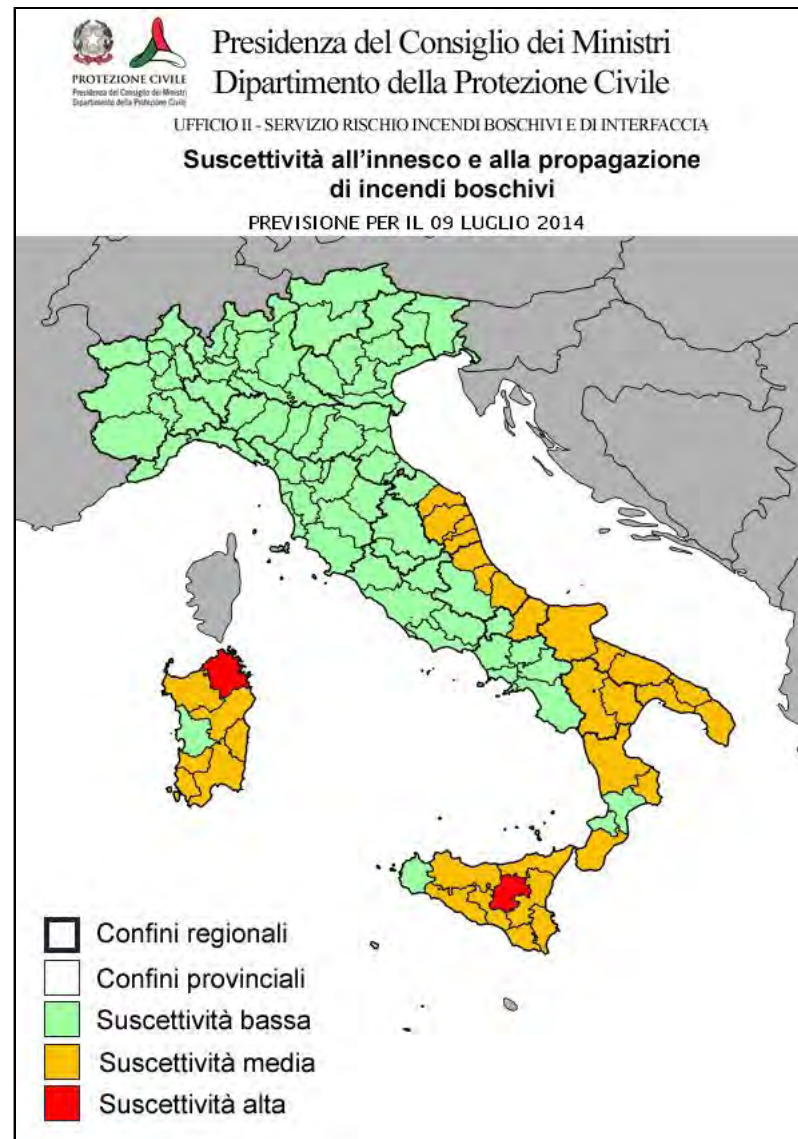 PROTEZIONE CIVILE
Presidenza del Consiglio dei Ministri
Dipartimento della Protezione Civile
Presidenza del Consiglio dei Ministri
Dipartimento della Protezione Civile
UFFICIO II - SERVIZIO RISCHIO INCENDI BOSCHIVI E DI INTERFACCIA
Suscettività all'innesco e alla propagazione
di incendi boschivi
PREVISIONE PER IL 09 LUGLIO 2014
Confini regionali
Confini provinciali
Suscettività bassa
Suscettività media
Suscettività alta